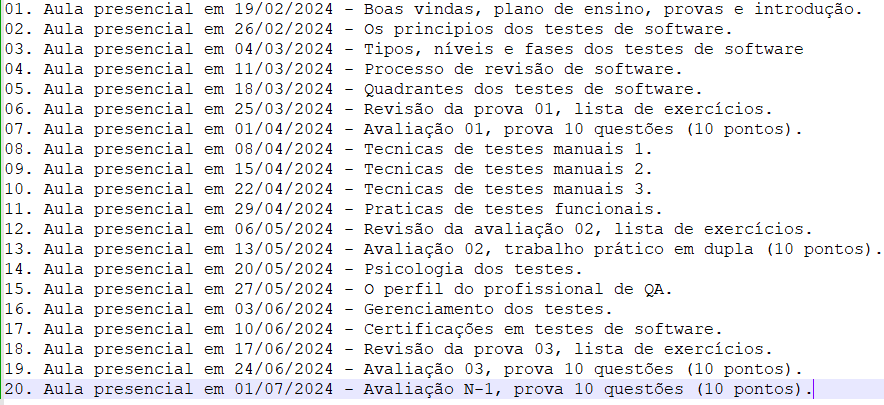 01. Aula presencial em 19/02/2024 - Boas vindas, plano de ensino, provas e introdução.
02. Aula presencial em 26/02/2024 - Os principios dos testes de software.
03. Aula presencial em 04/03/2024 - Tipos, níveis e fases dos testes de software
04. Aula presencial em 11/03/2024 - Processo de revisão de software.
05. Aula presencial em 18/03/2024 - Quadrantes dos testes de software.
06. Aula presencial em 25/03/2024 - Revisão da prova 01, lista de exercícios.
07. Aula presencial em 01/04/2024 - Avaliação 01, prova 10 questões (10 pontos).
08. Aula presencial em 08/04/2024 - Tecnicas de testes manuais 1.
09. Aula presencial em 15/04/2024 - Tecnicas de testes manuais 2.
10. Aula presencial em 22/04/2024 - Tecnicas de testes manuais 3.
11. Aula presencial em 29/04/2024 - Praticas de testes funcionais.
12. Aula presencial em 06/05/2024 - Revisão da avaliação 02, lista de exercícios.
13. Aula presencial em 13/05/2024 - Avaliação 02, trabalho prático em dupla (10 pontos).
14. Aula presencial em 20/05/2024 - Psicologia dos testes.
15. Aula presencial em 27/05/2024 - O perfil do profissional de QA.
16. Aula presencial em 03/06/2024 - Gerenciamento dos testes.
17. Aula presencial em 10/06/2024 - Certificações em testes de software.
18. Aula presencial em 17/06/2024 - Revisão da prova 03, lista de exercícios.
19. Aula presencial em 24/06/2024 - Avaliação 03, prova 10 questões (10 pontos).
20. Aula presencial em 01/07/2024 - Avaliação N-1, prova 10 questões (10 pontos).